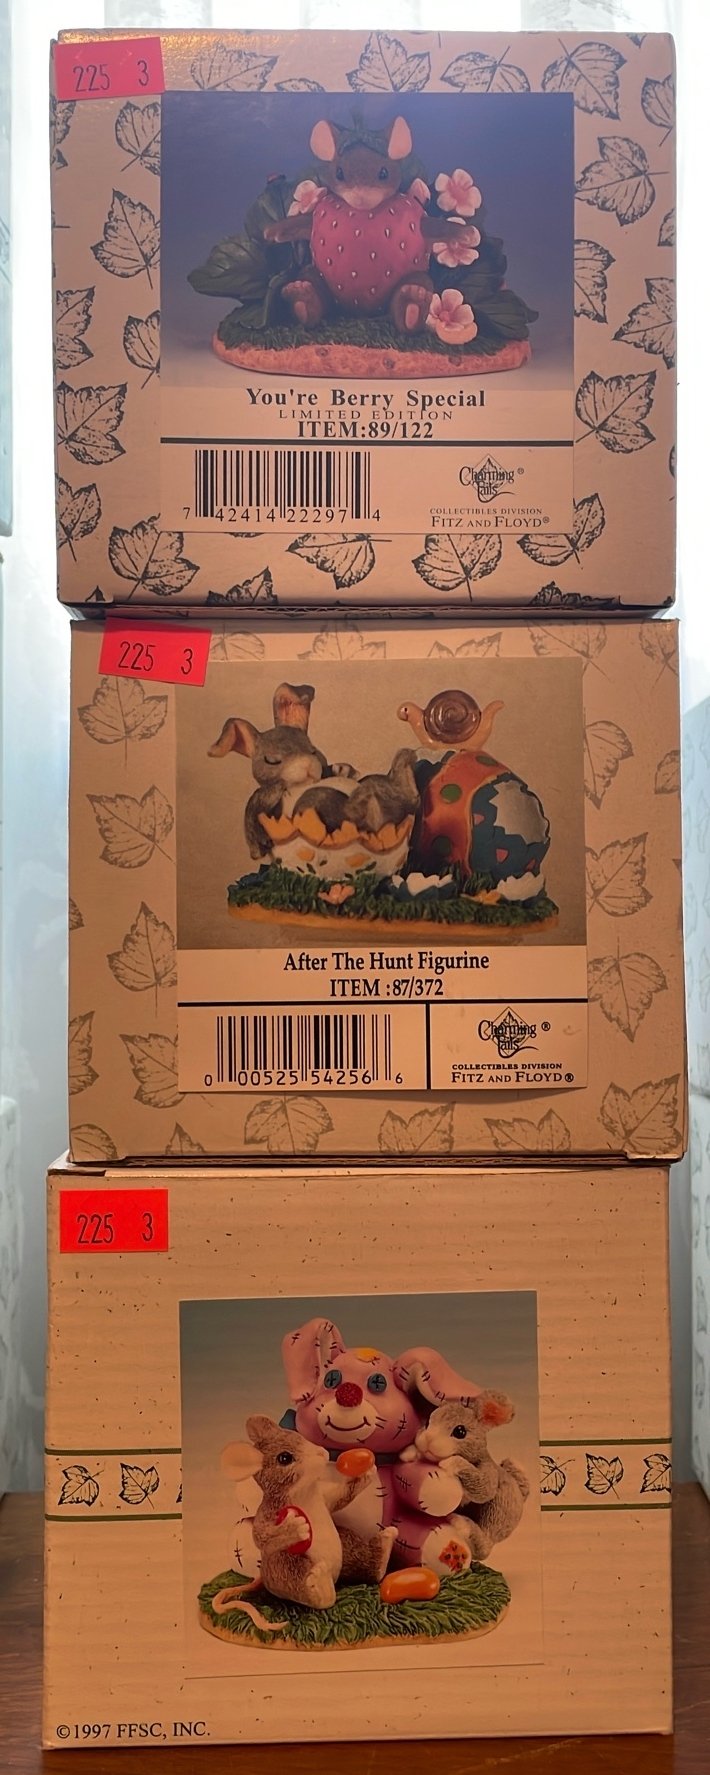 225 3
You're Berry Special
LIMITED EDITION
ITEM:89/122
7 42414 22297 4
Charming Tails ®
COLLECTIBLES DIVISION
FITZ AND FLOYD®
225 3
After The Hunt Figurine
ITEM :87/372
0 00525 54256 6
Charming Tails ®
COLLECTIBLES DIVISION
FITZ AND FLOYD®
225 3
©1997 FFSC, INC.